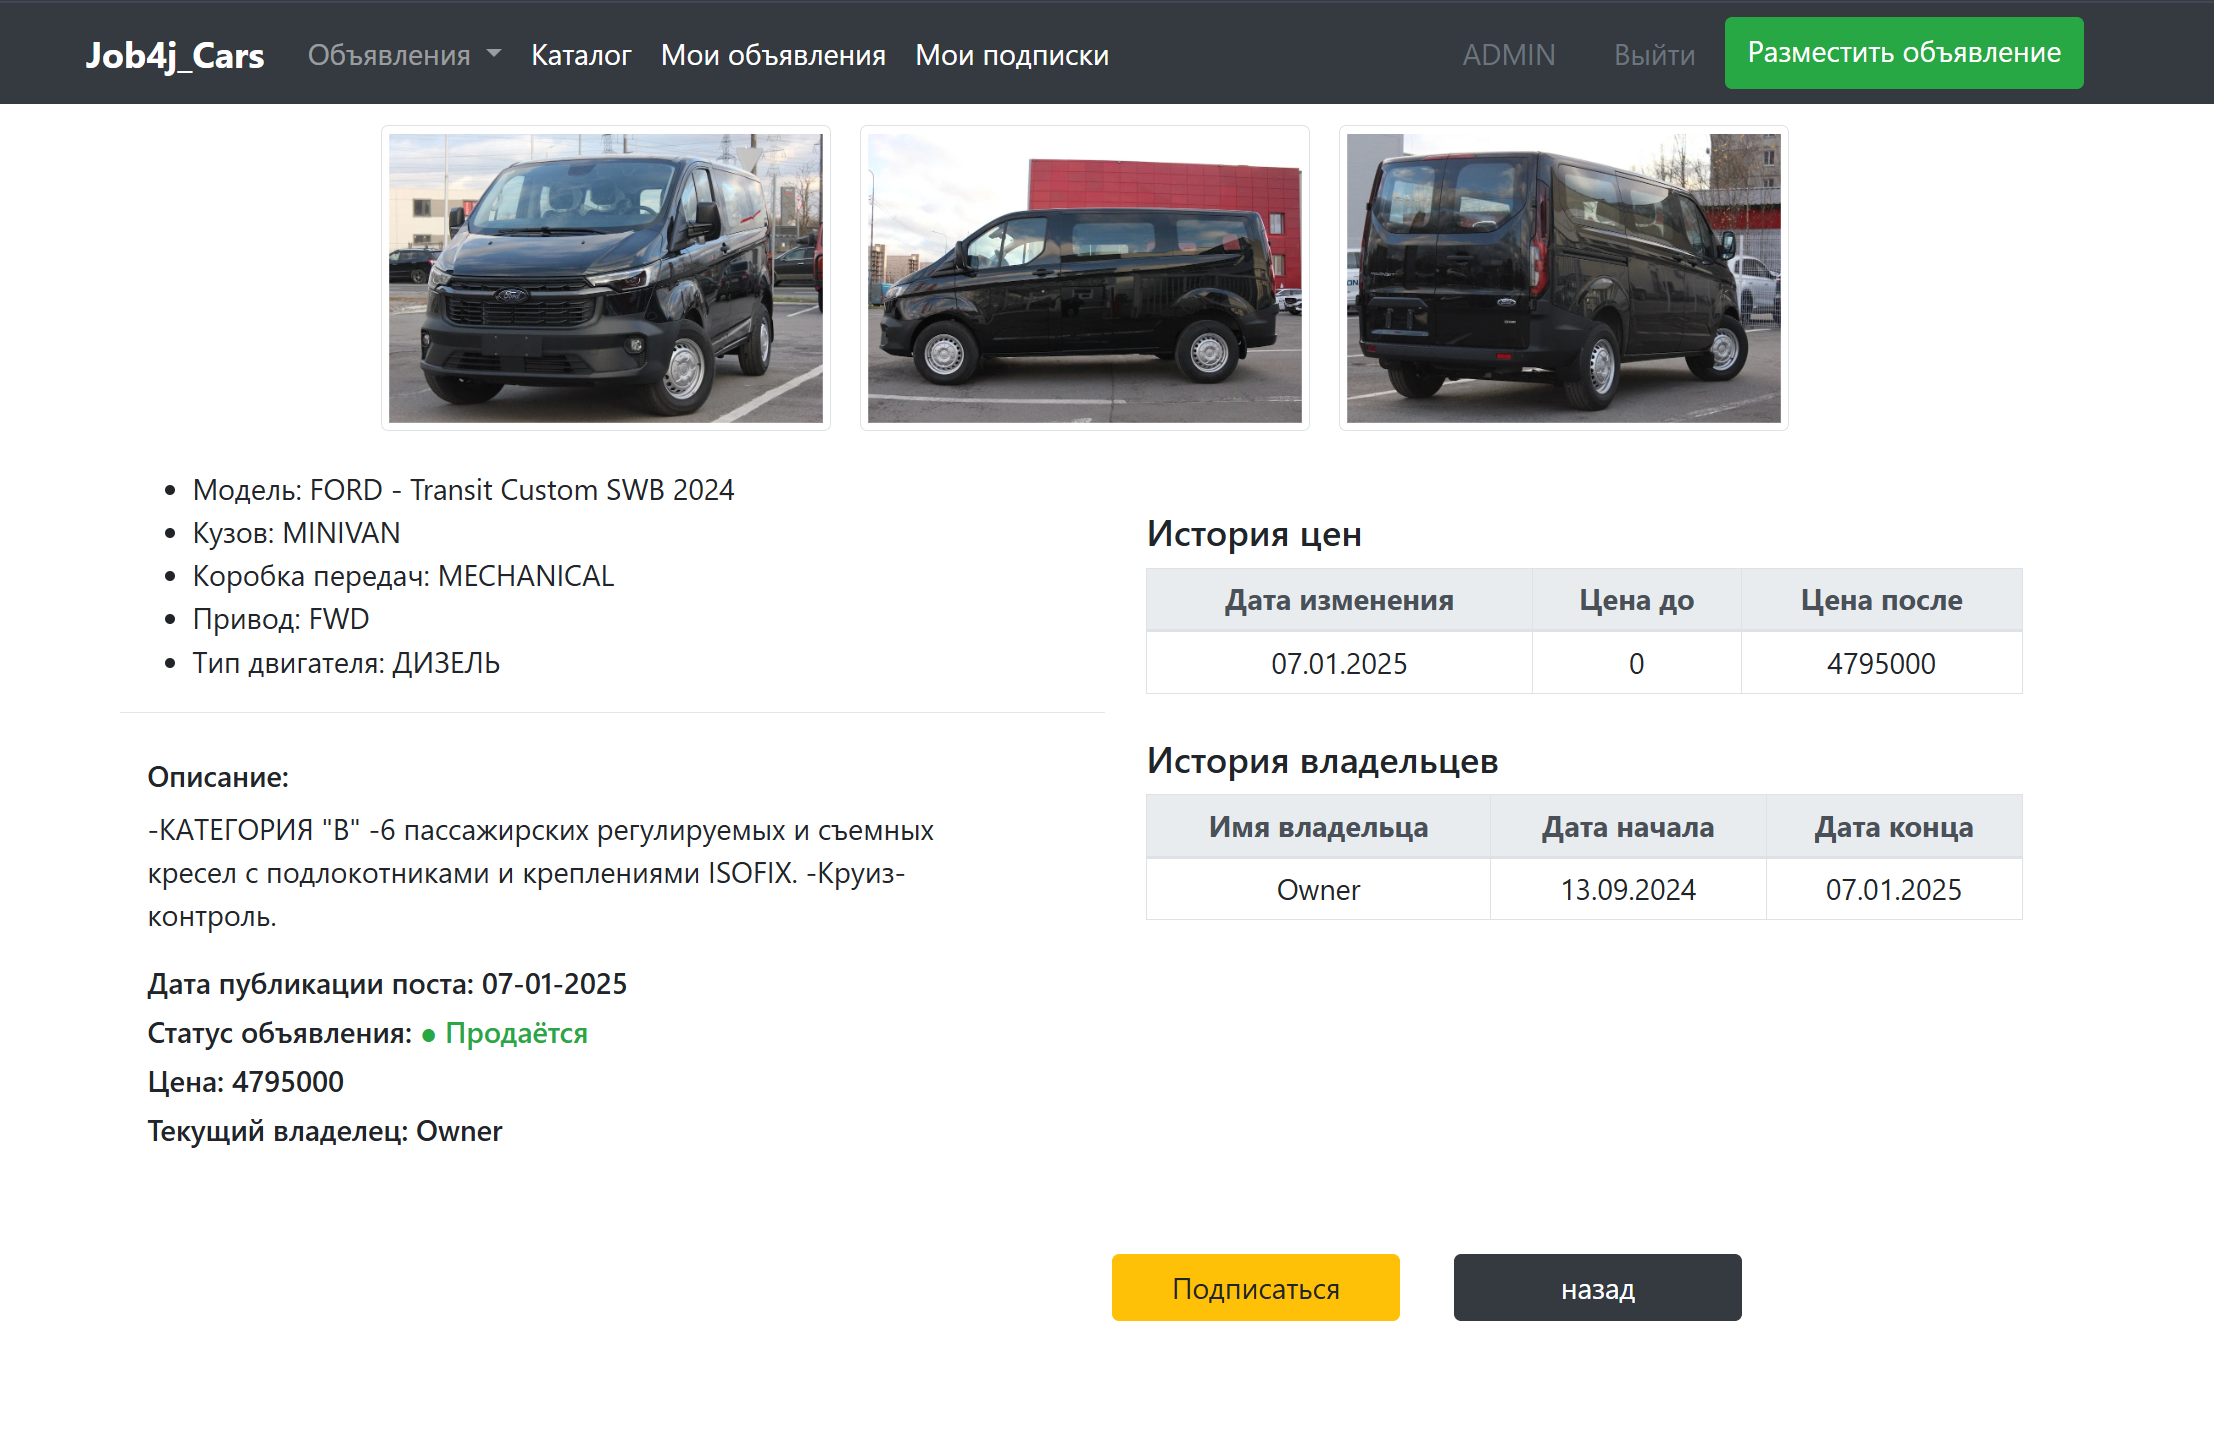 Job4j_Cars Объявления Каталог Мои объявления Мои подписки ADMIN Выйти Разместить объявление
Модель: FORD - Transit Custom SWB 2024
Кузов: MINIVAN
Коробка передач: MECHANICAL
Привод: FWD
Тип двигателя: ДИЗЕЛЬ
Описание:
-КАТЕГОРИЯ "B" -6 пассажирских регулируемых и съемных
кресел с подлокотниками и креплениями ISOFIX. -Круиз-
контроль.
Дата публикации поста: 07-01-2025
Статус объявления: ● Продаётся
Цена: 4795000
Текущий владелец: Owner
История цен
Дата изменения Цена до Цена после
07.01.2025 0 4795000
История владельцев
Имя владельца Дата начала Дата конца
Owner 13.09.2024 07.01.2025
Подписаться назад